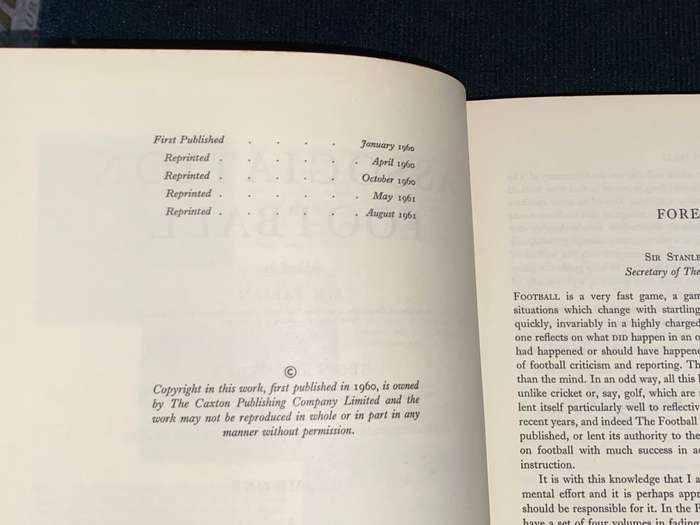 First Published . . . . January 1960
Reprinted . . . . . . April 1960
Reprinted . . . . . October 1960
Reprinted . . . . . . May 1961
Reprinted . . . . . . August 1961
©
Copyright in this work, first published in 1960, is owned
by The Caxton Publishing Company Limited and the
work may not be reproduced in whole or in part in any
manner without permission.
FORE
SIR STANLE
Secretary of The
FOOTBALL is a very fast game, a gam
situations which change with startling
quickly, invariably in a highly charged
one reflects on what DID happen in an o
had happened or should have happene
of football criticism and reporting. Th
than the mind. In an odd way, all this
unlike cricket or, say, golf, which are
lent itself particularly well to reflectiv
recent years, and indeed The Football
published, or lent its authority to the
on football with much success in a
instruction.
It is with this knowledge that I a
mental effort and it is perhaps appr
should be responsible for it. In the
have a set of four volumes in fading